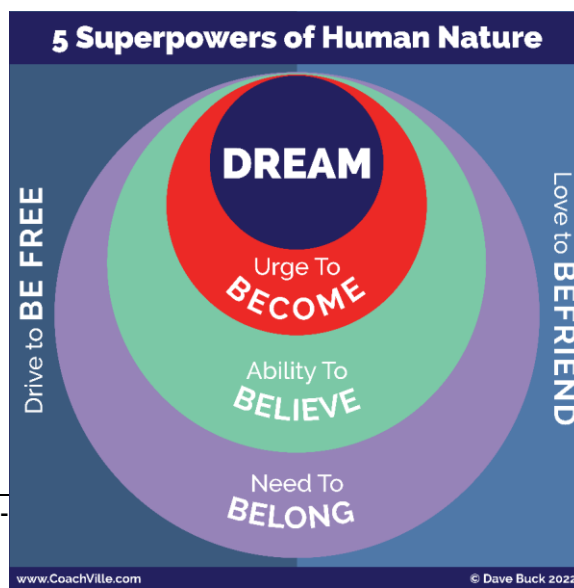 5 Superpowers of Human Nature
DREAM
Urge To
BECOME
Ability To
BELIEVE
Need To
BELONG
Drive to BE FREE
Love to BEFRIEND
www.CoachVille.com
© Dave Buck 2022